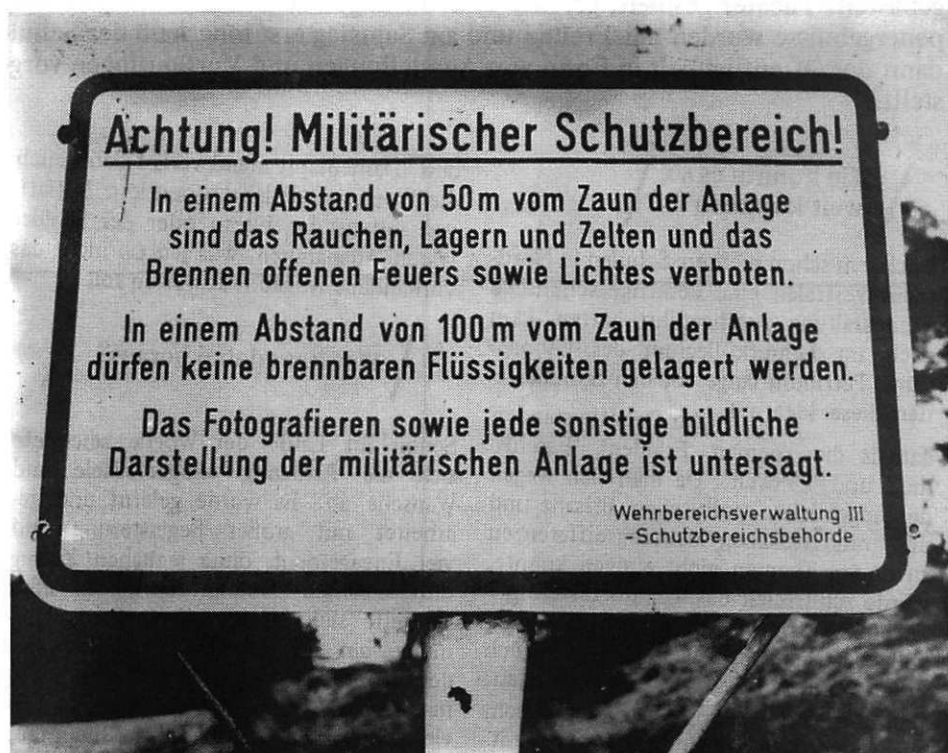 Achtung! Militärischer Schutzbereich!
In einem Abstand von 50 m vom Zaun der Anlage
sind das Rauchen, Lagern und Zelten und das
Brennen offenen Feuers sowie Lichtes verboten.
In einem Abstand von 100 m vom Zaun der Anlage
dürfen keine brennbaren Flüssigkeiten gelagert werden.
Das Fotografieren sowie jede sonstige bildliche
Darstellung der militärischen Anlage ist untersagt.
Wehrbereichsverwaltung III
-Schutzbereichsbehorde